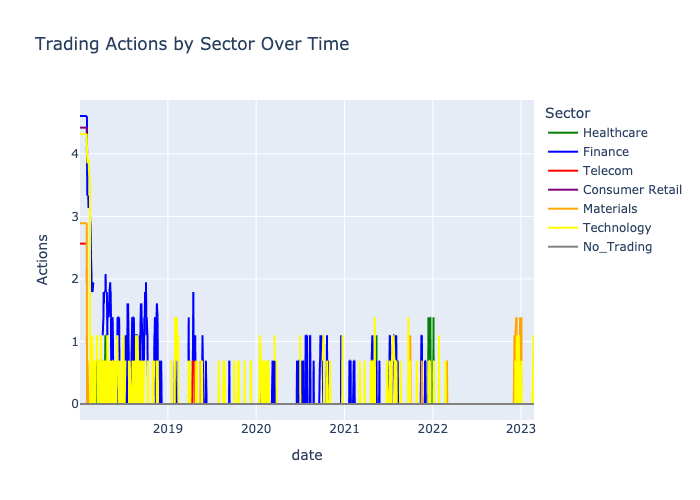 Trading Actions by Sector Over Time
Sector
Healthcare
Finance
Telecom
Consumer Retail
Materials
Technology
No_Trading
Actions
4
3
2
1
0
2019 2020 2021 2022 2023
date